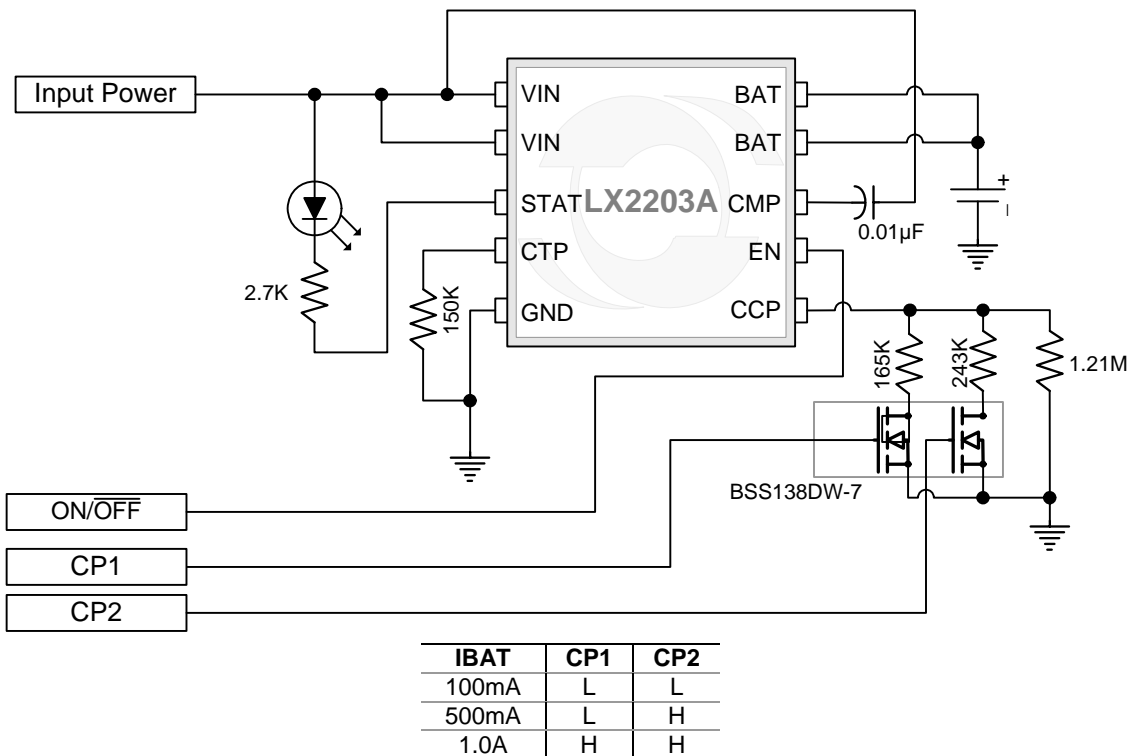 Input Power
VIN
VIN
STAT
CTP
GND
LX2203A
BAT
BAT
CMP
EN
CCP
0.01µF
+
–
2.7K
150K
165K
243K
1.21M
BSS138DW-7
ON/OFF
CP1
CP2
IBAT CP1 CP2
100mA L L
500mA L H
1.0A H H